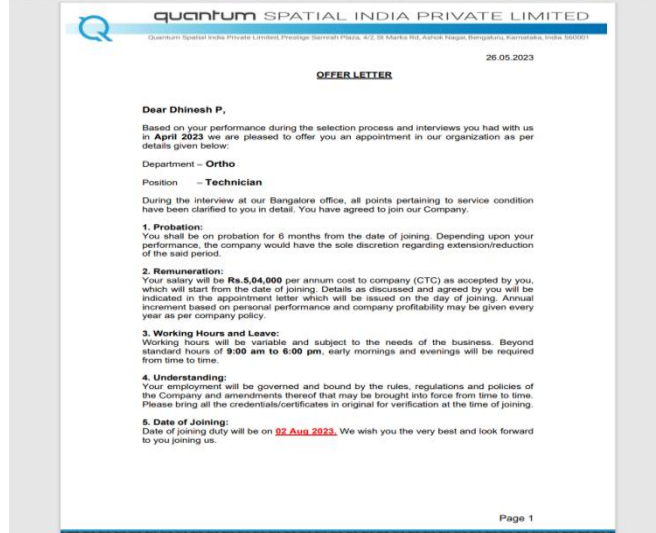 quantum SPATIAL INDIA PRIVATE LIMITED
Quantum Spatial India Private Limited, Prestige Samrah Plaza, 4/2, St Marks Rd, Ashok Nagar, Bengaluru, Karnataka, India. 560001
26.05.2023
OFFER LETTER
Dear Dhinesh P,
Based on your performance during the selection process and interviews you had with us
in April 2023 we are pleased to offer you an appointment in our organization as per
details given below:
Department – Ortho
Position – Technician
During the interview at our Bangalore office, all points pertaining to service condition
have been clarified to you in detail. You have agreed to join our Company.
1. Probation:
You shall be on probation for 6 months from the date of joining. Depending upon your
performance, the company would have the sole discretion regarding extension/reduction
of the said period.
2. Remuneration:
Your salary will be Rs.5,04,000 per annum cost to company (CTC) as accepted by you,
which will start from the date of joining. Details as discussed and agreed by you will be
indicated in the appointment letter which will be issued on the day of joining. Annual
increment based on personal performance and company profitability may be given every
year as per company policy.
3. Working Hours and Leave:
Working hours will be variable and subject to the needs of the business. Beyond
standard hours of 9:00 am to 6:00 pm, early mornings and evenings will be required
from time to time.
4. Understanding:
Your employment will be governed and bound by the rules, regulations and policies of
the Company and amendments thereof that may be brought into force from time to time.
Please bring all the credentials/certificates in original for verification at the time of joining.
5. Date of Joining:
Date of joining duty will be on 02 Aug 2023. We wish you the very best and look forward
to you joining us.
Page 1